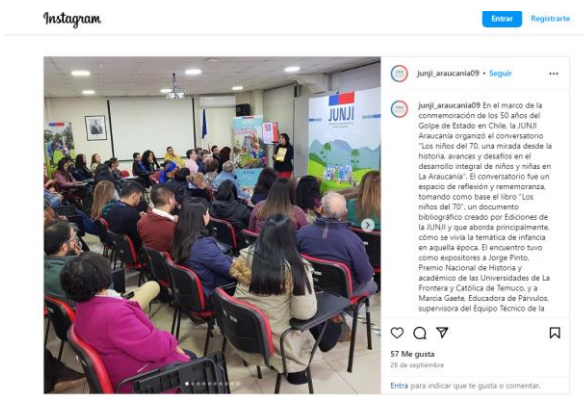 Instagram
Entrar
Registrarte
JUNJI
junji_araucania09 • Seguir
junji_araucania09 En el marco de la
conmemoración de los 50 años del
Golpe de Estado en Chile, la JUNJI
Araucanía organizó el conversatorio
"Los niños del 70, una mirada desde la
historia, avances y desafíos en el
desarrollo integral de niños y niñas en
La Araucanía". El conversatorio fue un
espacio de reflexión y rememoranza,
tomando como base el libro "Los
niños del 70", un documento
bibliográfico creado por Ediciones de
la JUNJI y que aborda principalmente,
cómo se vivía la temática de infancia
en aquella época. El encuentro tuvo
como expositores a Jorge Pinto,
Premio Nacional de Historia y
académico de las Universidades de La
Frontera y Católica de Temuco, y a
Marcia Gaete, Educadora de Párvulos,
supervisora del Equipo Técnico de la
57 Me gusta
26 de septiembre
Entra para indicar que te gusta o comentar.